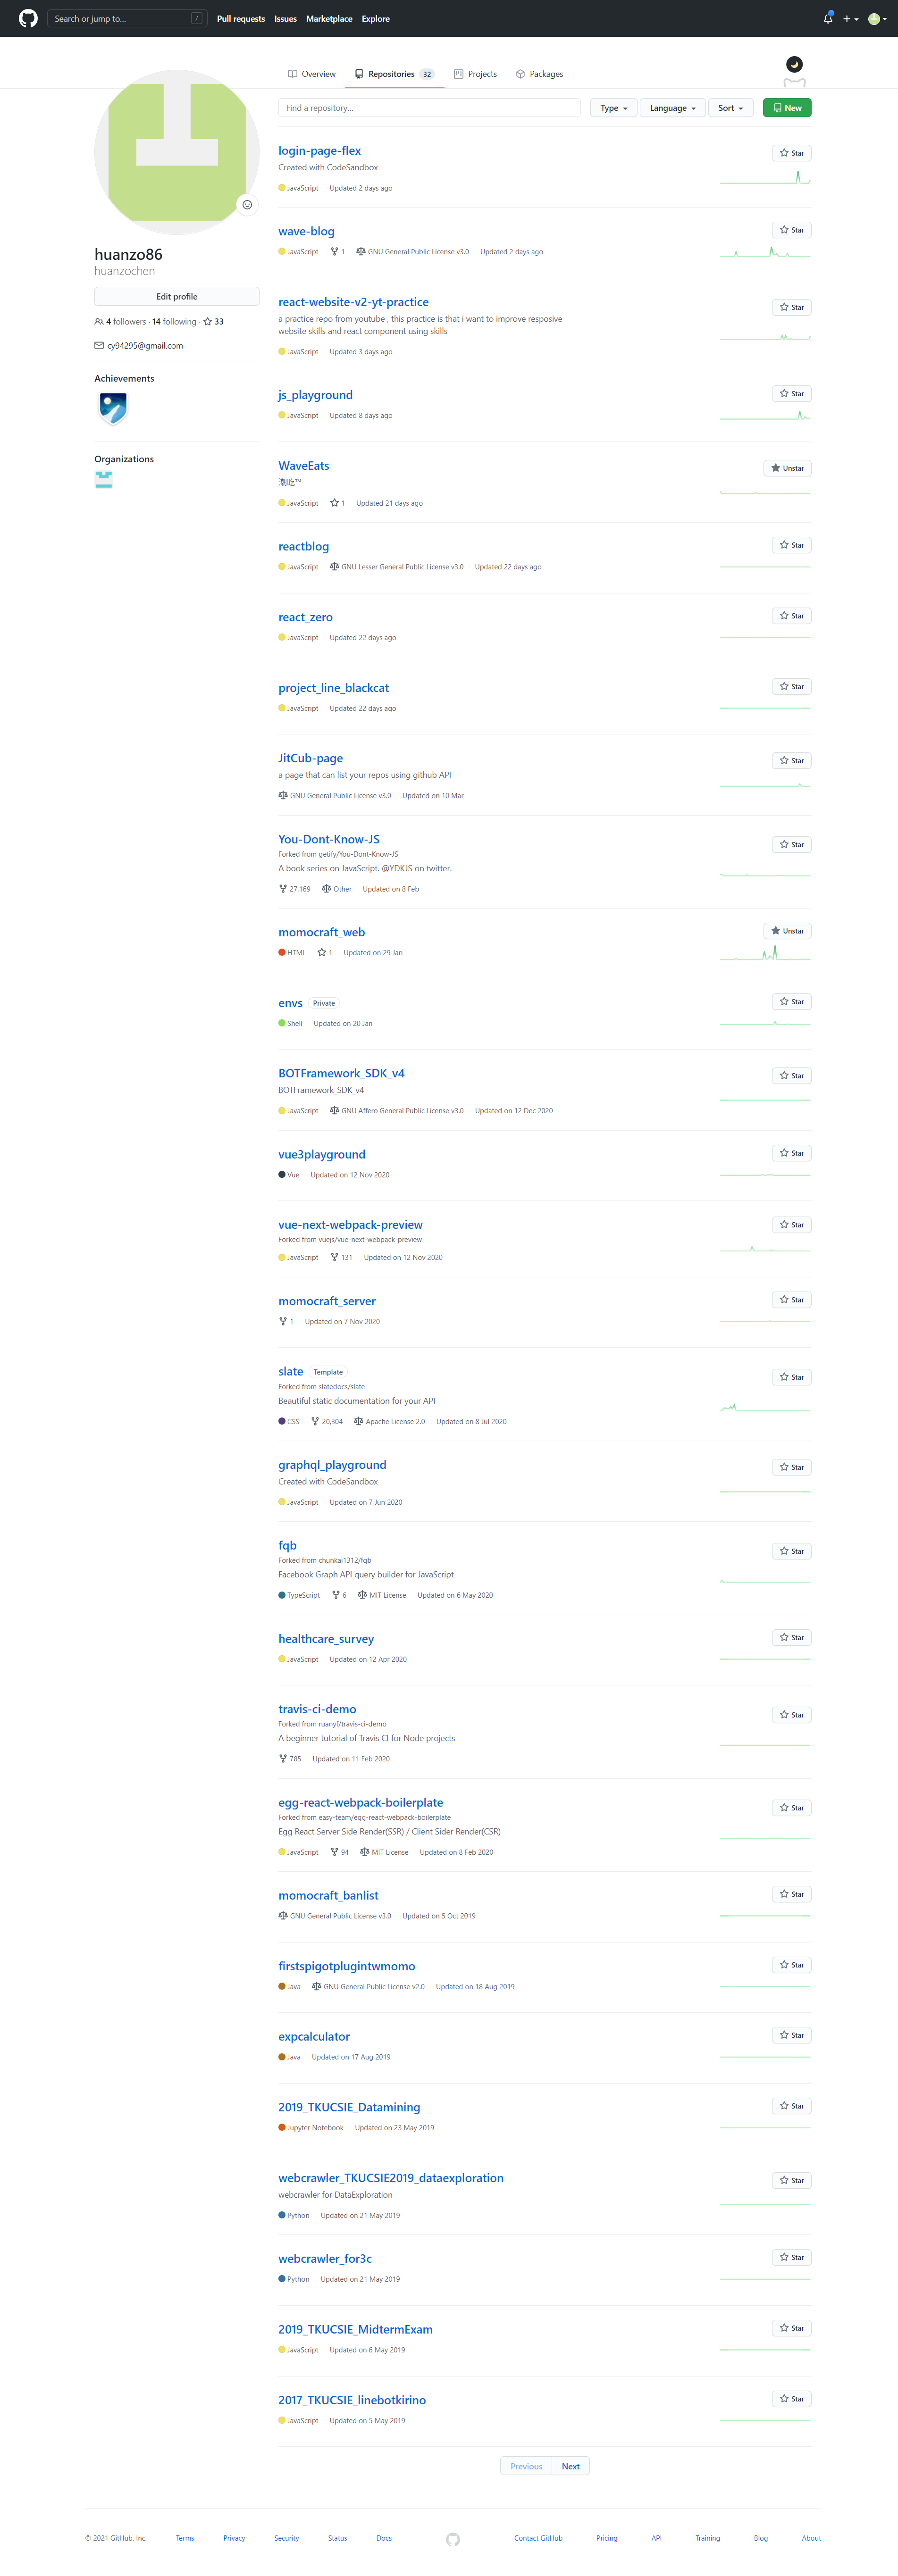 Search or jump to... /
Pull requests Issues Marketplace Explore
Overview Repositories 32 Projects Packages
Find a repository...
Type Language Sort New
huanzo86
huanzochen
Edit profile
4 followers · 14 following · 33
cy94295@gmail.com
Achievements
Organizations
login-page-flex
Star
Created with CodeSandbox
JavaScript Updated 2 days ago
wave-blog
Star
JavaScript 1 GNU General Public License v3.0 Updated 2 days ago
react-website-v2-yt-practice
Star
a practice repo from youtube , this practice is that i want to improve resposive
website skills and react component using skills
JavaScript Updated 3 days ago
js_playground
Star
JavaScript Updated 8 days ago
WaveEats
Unstar
潮吃™
JavaScript 1 Updated 21 days ago
reactblog
Star
JavaScript GNU Lesser General Public License v3.0 Updated 22 days ago
react_zero
Star
JavaScript Updated 22 days ago
project_line_blackcat
Star
JavaScript Updated 22 days ago
JitCub-page
Star
a page that can list your repos using github API
GNU General Public License v3.0 Updated on 10 Mar
You-Dont-Know-JS
Star
Forked from getify/You-Dont-Know-JS
A book series on JavaScript. @YDKJS on twitter.
27,169 Other Updated on 8 Feb
momocraft_web
Unstar
HTML 1 Updated on 29 Jan
envs Private
Star
Shell Updated on 20 Jan
BOTFramework_SDK_v4
Star
BOTFramework_SDK_v4
JavaScript GNU Affero General Public License v3.0 Updated on 12 Dec 2020
vue3playground
Star
Vue Updated on 12 Nov 2020
vue-next-webpack-preview
Star
Forked from vuejs/vue-next-webpack-preview
JavaScript 131 Updated on 12 Nov 2020
momocraft_server
Star
1 Updated on 7 Nov 2020
slate Template
Star
Forked from slatedocs/slate
Beautiful static documentation for your API
CSS 20,304 Apache License 2.0 Updated on 8 Jul 2020
graphql_playground
Star
Created with CodeSandbox
JavaScript Updated on 7 Jun 2020
fqb
Star
Forked from chunkai1312/fqb
Facebook Graph API query builder for JavaScript
TypeScript 6 MIT License Updated on 6 May 2020
healthcare_survey
Star
JavaScript Updated on 12 Apr 2020
travis-ci-demo
Star
Forked from ruanyf/travis-ci-demo
A beginner tutorial of Travis CI for Node projects
785 Updated on 11 Feb 2020
egg-react-webpack-boilerplate
Star
Forked from easy-team/egg-react-webpack-boilerplate
Egg React Server Side Render(SSR) / Client Sider Render(CSR)
JavaScript 94 MIT License Updated on 8 Feb 2020
momocraft_banlist
Star
GNU General Public License v3.0 Updated on 5 Oct 2019
firstspigotplugintwmomo
Star
Java GNU General Public License v2.0 Updated on 18 Aug 2019
expcalculator
Star
Java Updated on 17 Aug 2019
2019_TKUCSIE_Datamining
Star
Jupyter Notebook Updated on 23 May 2019
webcrawler_TKUCSIE2019_dataexploration
Star
webcrawler for DataExploration
Python Updated on 21 May 2019
webcrawler_for3c
Star
Python Updated on 21 May 2019
2019_TKUCSIE_MidtermExam
Star
JavaScript Updated on 6 May 2019
2017_TKUCSIE_linebotkirino
Star
JavaScript Updated on 5 May 2019
Previous Next
© 2021 GitHub, Inc. Terms Privacy Security Status Docs Contact GitHub Pricing API Training Blog About